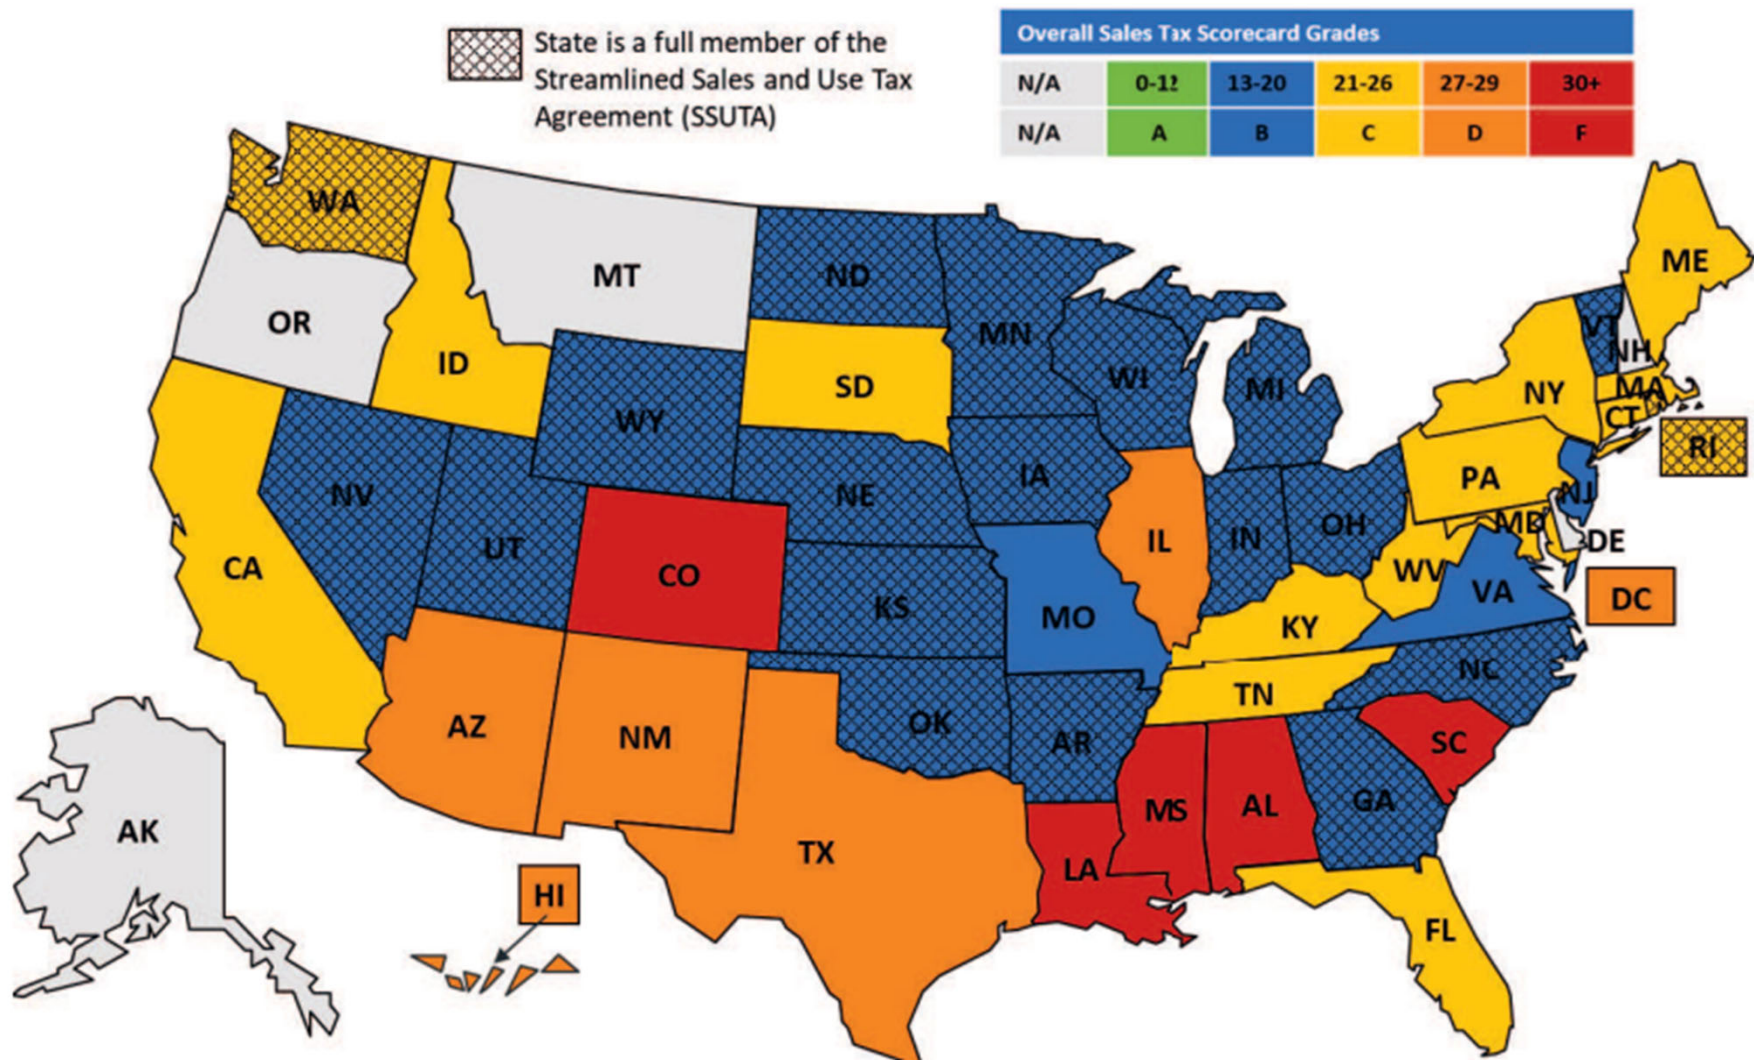 State is a full member of the
Streamlined Sales and Use Tax
Agreement (SSUTA)
Overall Sales Tax Scorecard Grades
N/A 0-12 13-20 21-26 27-29 30+
N/A A B C D F
WA
MT
ND
MN
ME
OR
ID
SD
WI
MI
VT
NH
NY
MA
CT
RI
WY
IA
NE
PA
NJ
NV
UT
CO
IL
IN
OH
MD
DE
CA
KS
MO
WV
VA
DC
KY
NC
TN
AZ
NM
OK
AR
SC
MS
AL
GA
AK
TX
LA
HI
FL